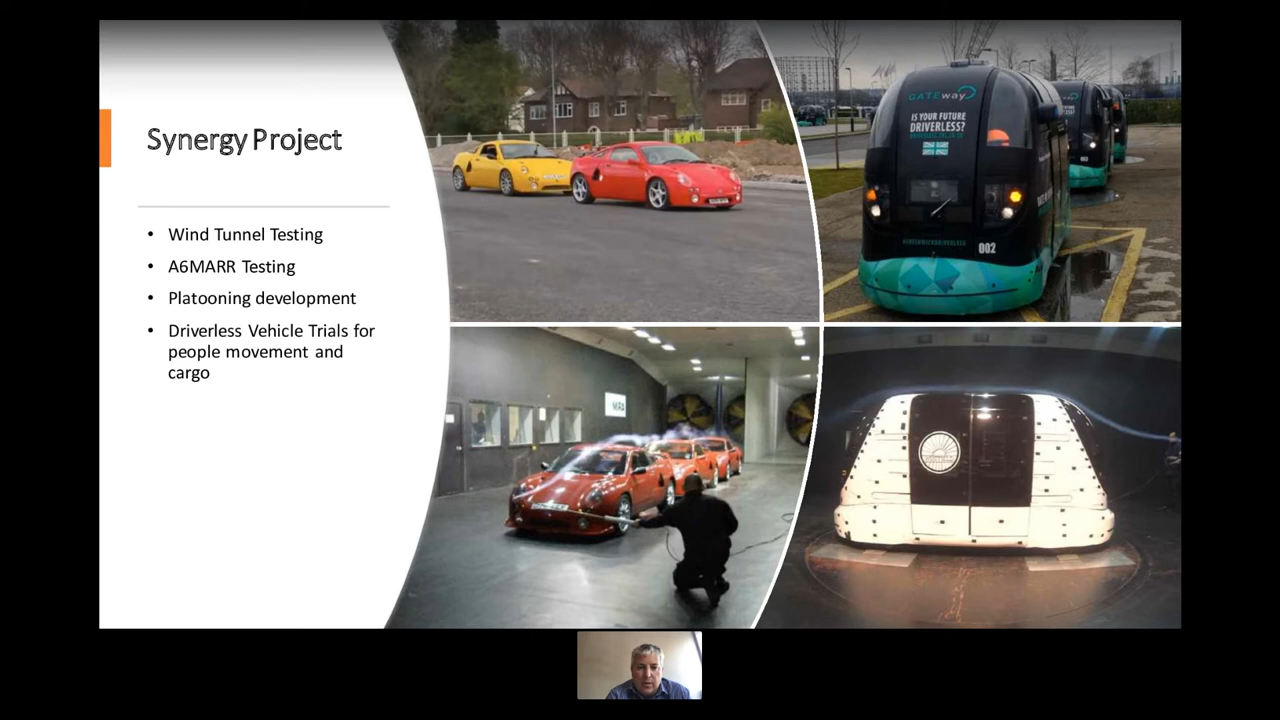 Synergy Project
• Wind Tunnel Testing
• A6MARR Testing
• Platooning development
• Driverless Vehicle Trials for
people movement and
cargo
GATEway
IS YOUR FUTURE
DRIVERLESS?
002
MIRA